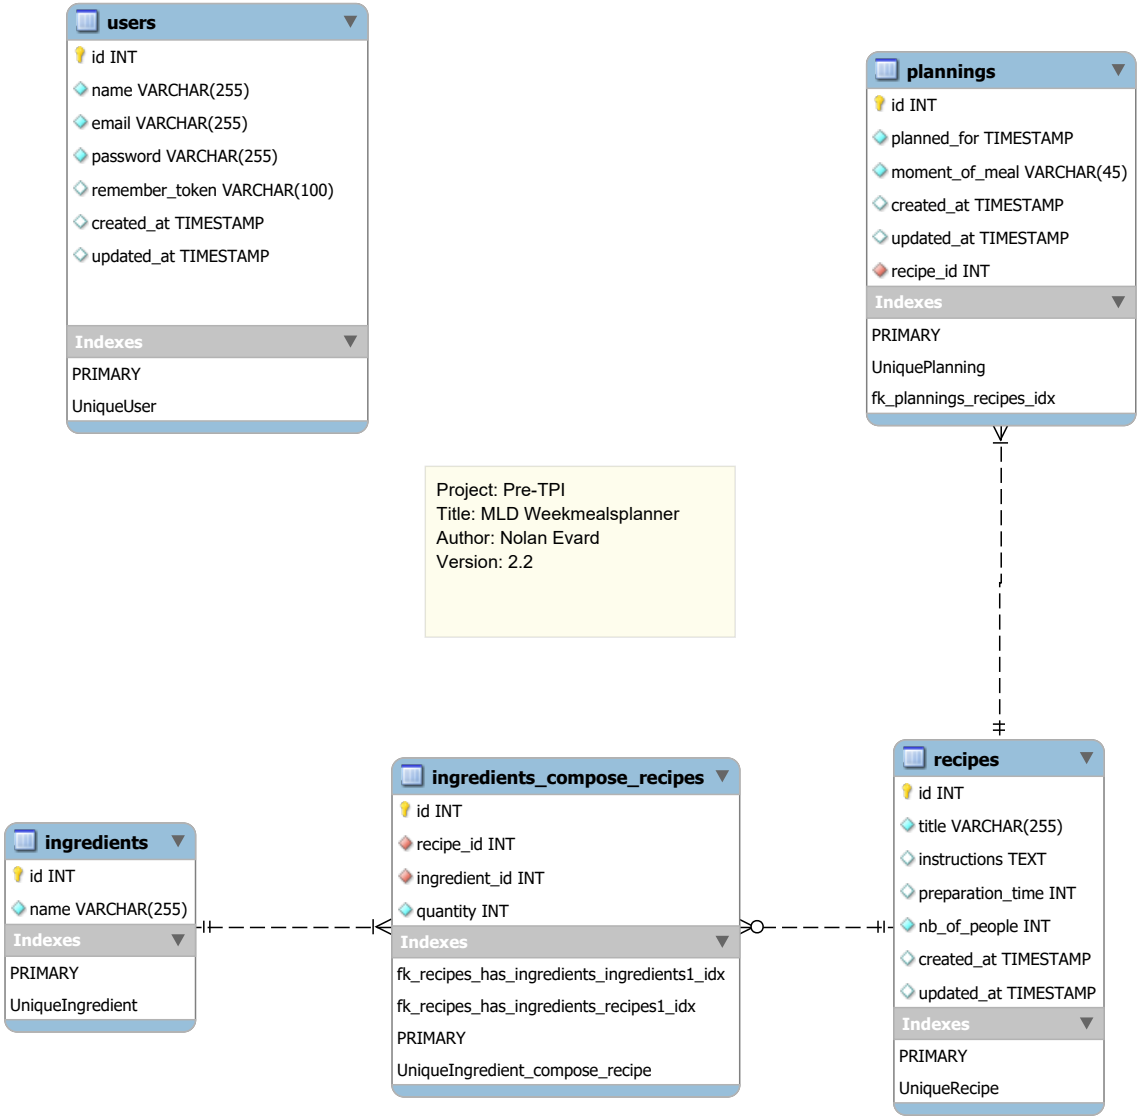 users
id INT
name VARCHAR(255)
email VARCHAR(255)
password VARCHAR(255)
remember_token VARCHAR(100)
created_at TIMESTAMP
updated_at TIMESTAMP
Indexes
PRIMARY
UniqueUser
plannings
id INT
planned_for TIMESTAMP
moment_of_meal VARCHAR(45)
created_at TIMESTAMP
updated_at TIMESTAMP
recipe_id INT
Indexes
PRIMARY
UniquePlanning
fk_plannings_recipes_idx
Project: Pre-TPI
Title: MLD Weekmealsplanner
Author: Nolan Evard
Version: 2.2
ingredients
id INT
name VARCHAR(255)
Indexes
PRIMARY
UniqueIngredient
ingredients_compose_recipes
id INT
recipe_id INT
ingredient_id INT
quantity INT
Indexes
fk_recipes_has_ingredients_ingredients1_idx
fk_recipes_has_ingredients_recipes1_idx
PRIMARY
UniqueIngredient_compose_recipe
recipes
id INT
title VARCHAR(255)
instructions TEXT
preparation_time INT
nb_of_people INT
created_at TIMESTAMP
updated_at TIMESTAMP
Indexes
PRIMARY
UniqueRecipe